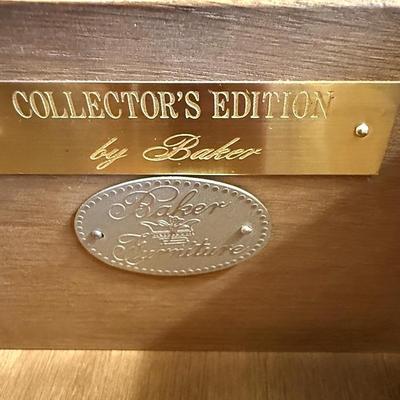 COLLECTOR'S EDITION
by Baker
Baker
Furniture